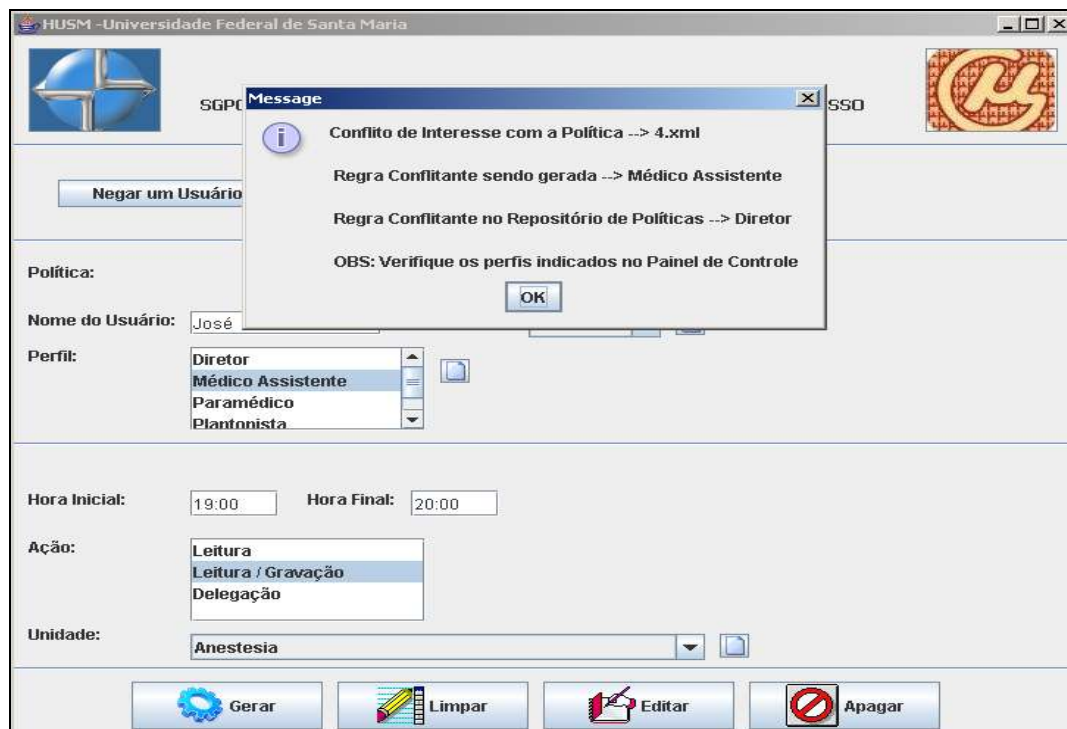 HUSM -Universidade Federal de Santa Maria
Message
Conflito de Interesse com a Política --> 4.xml
Regra Conflitante sendo gerada --> Médico Assistente
Regra Conflitante no Repositório de Políticas --> Diretor
OBS: Verifique os perfis indicados no Painel de Controle
OK
Negar um Usuário
Política:
Nome do Usuário: José
Perfil:
Diretor
Médico Assistente
Paramédico
Plantonista
Hora Inicial: 19:00 Hora Final: 20:00
Ação:
Leitura
Leitura / Gravação
Delegação
Unidade: Anestesia
Gerar Limpar Editar Apagar